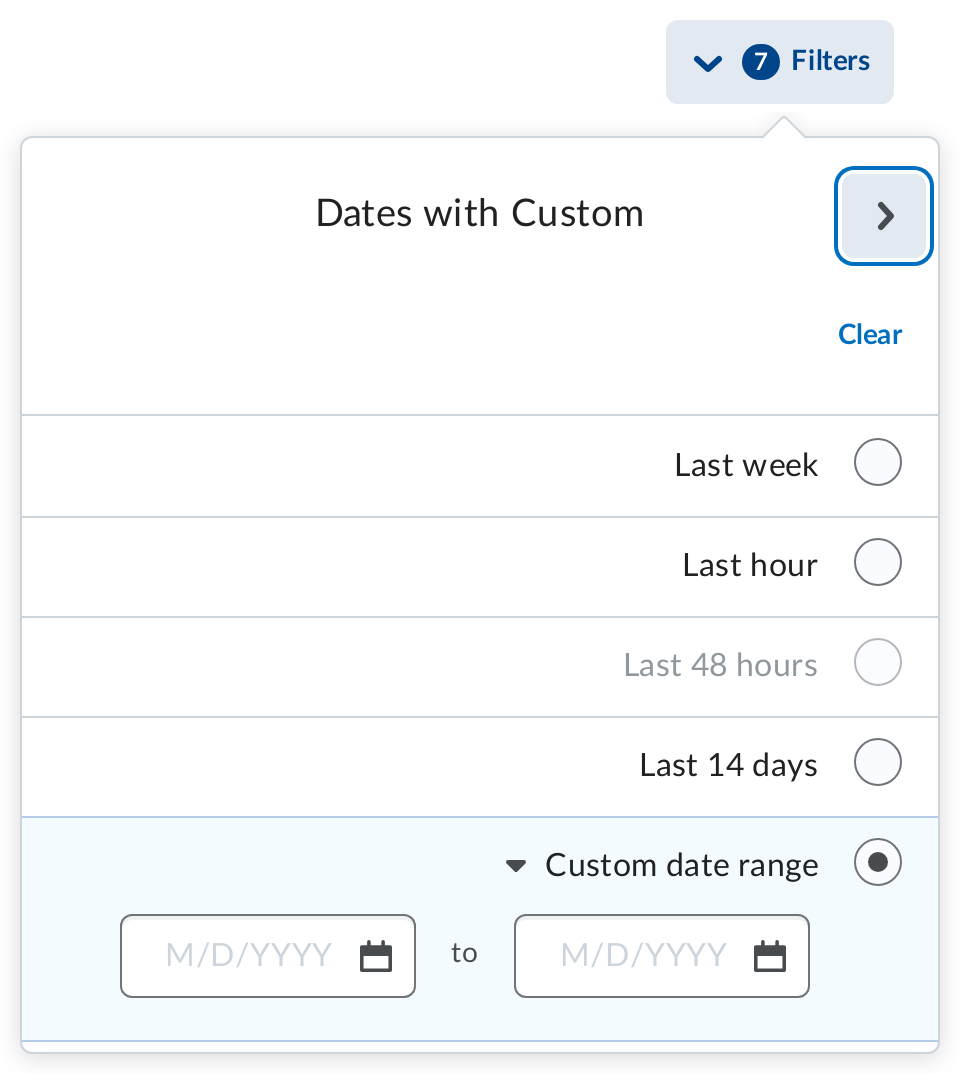 7 Filters
Dates with Custom
Clear
Last week
Last hour
Last 48 hours
Last 14 days
Custom date range
M/D/YYYY to M/D/YYYY